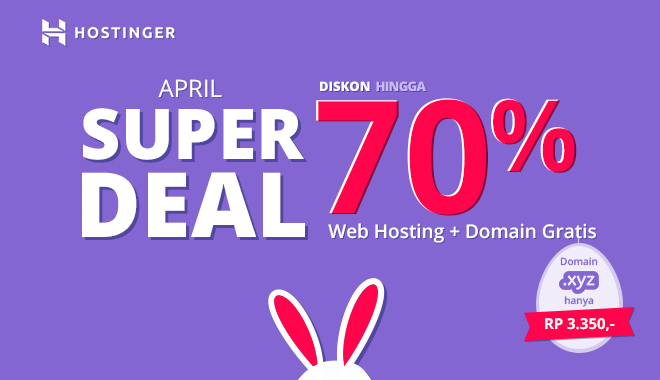 HOSTINGER
APRIL
SUPER
DEAL
DISKON HINGGA
70%
Web Hosting + Domain Gratis
Domain
.xyz
hanya
RP 3.350,-